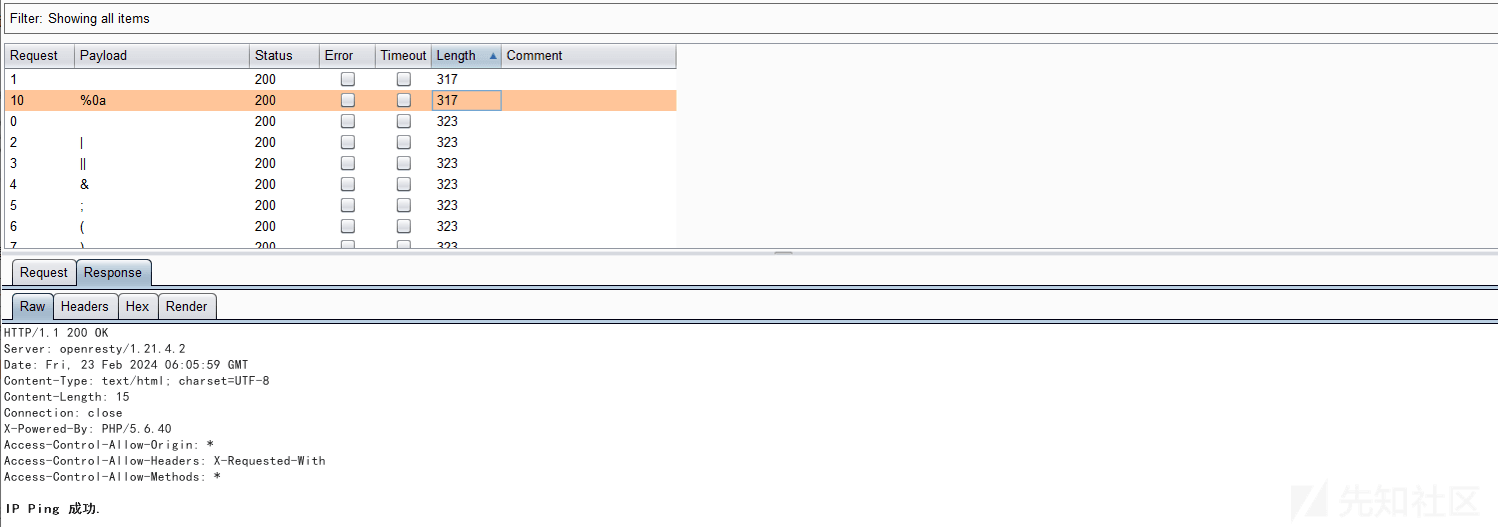 Filter: Showing all items
Request Payload Status Error Timeout Length Comment
1 200 317
10 %0a 200 317
0 200 323
2 | 200 323
3 || 200 323
4 & 200 323
5 ; 200 323
6 ( 200 323
7 ) 200 323
Request Response
Raw Headers Hex Render
HTTP/1.1 200 OK
Server: openresty/1.21.4.2
Date: Fri, 23 Feb 2024 06:05:59 GMT
Content-Type: text/html; charset=UTF-8
Content-Length: 15
Connection: close
X-Powered-By: PHP/5.6.40
Access-Control-Allow-Origin: *
Access-Control-Allow-Headers: X-Requested-With
Access-Control-Allow-Methods: *
IP Ping 成功.
先知社区